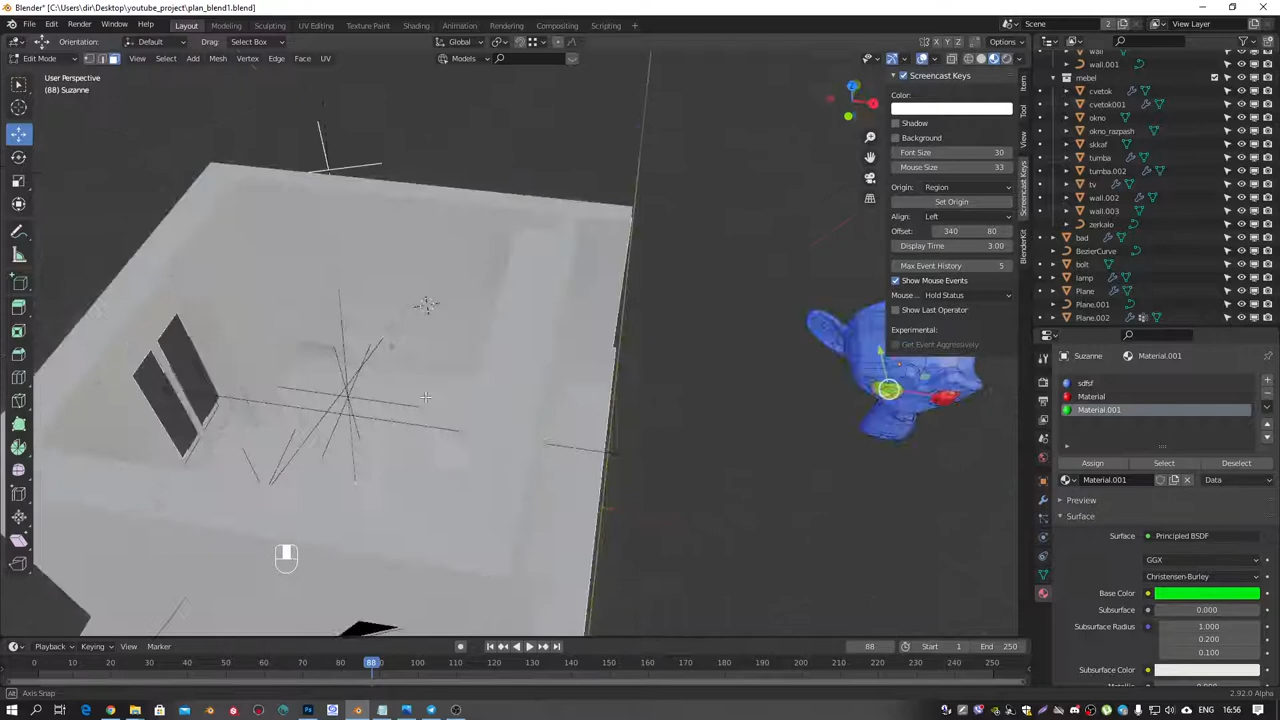 Blender* [C:\Users\dir\Desktop\youtube_project\plan_blend1.blend]
File Edit Render Window Help Layout Modeling Sculpting UV Editing Texture Paint Shading Animation Rendering Compositing Scripting Scene 2 View Layer
Orientation: Default Drag: Select Box Global X Y Z Options
Edit Mode View Select Add Mesh Vertex Edge Face UV Models
User Perspective
(88) Suzanne
Screencast Keys
Color:
Shadow
Background
Font Size 30
Mouse Size 33
Origin: Region
Set Origin
Align: Left
Offset: 340 80
Display Time 3.00
Max Event History 5
Show Mouse Events
Mouse... Hold Status
Show Last Operator
Experimental:
Get Event Aggressively
Item
Tool
View
Screencast Keys
BlenderKit
wall
wall.001
mebel
cvetok
cvetok001
okno
okno_razpash
skkaf
tumba
tumba.002
tv
wall.002
wall.003
zerkalo
bad
BezierCurve
bolt
lamp
Plane
Plane.001
Plane.002
Suzanne Material.001
sdfsf
Material
Material.001
Assign Select Deselect
Material.001 Data
Preview
Surface
Surface Principled BSDF
GGX
Christensen-Burley
Base Color
Subsurface 0.000
Subsurface Radius 1.000
0.200
0.100
Subsurface Color
Playback Keying View Marker 88 Start 1 End 250
0 10 20 30 40 50 60 70 80 88 90 100 110 120 130 140 150 160 170 180 190 200 210 220 230 240 250
Axis Snap 2.92.0 Alpha
ENG 16:56